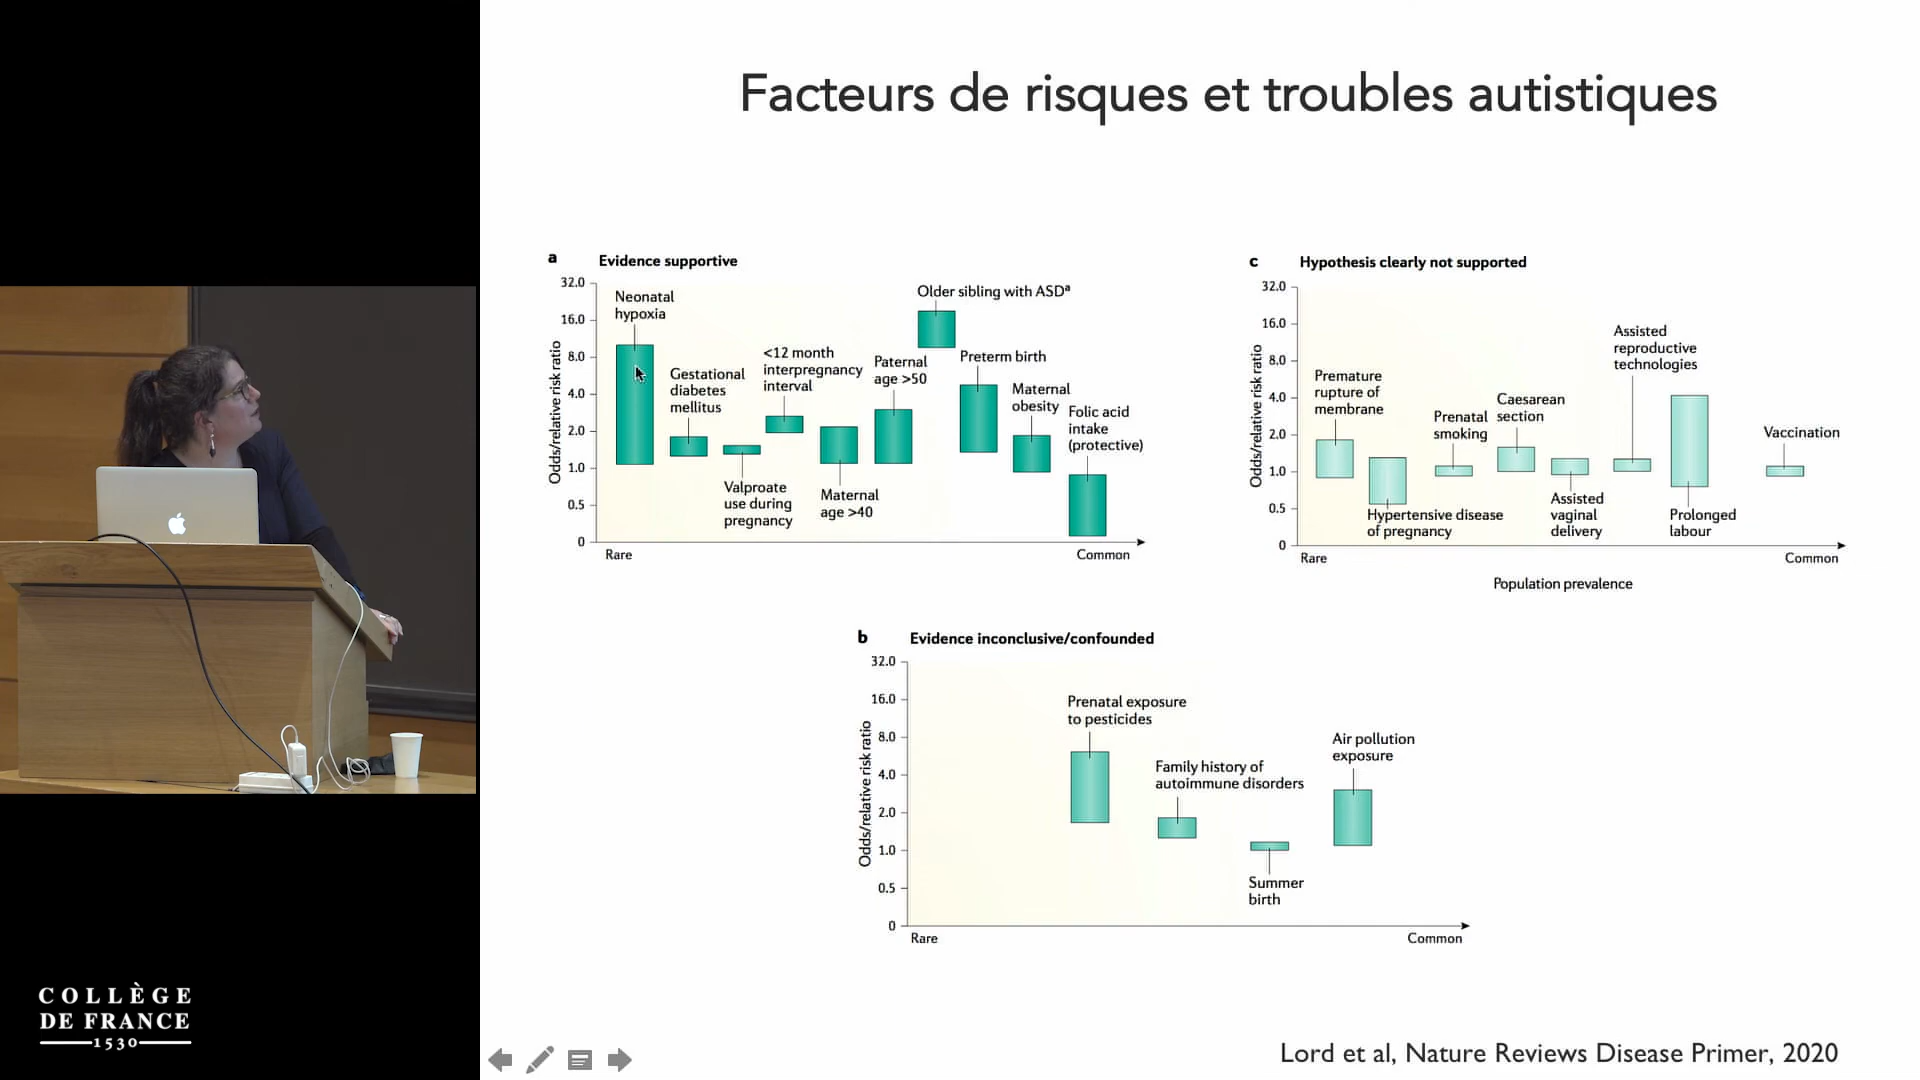 Facteurs de risques et troubles autistiques
a Evidence supportive
Odds/relative risk ratio
32.0
16.0
8.0
4.0
2.0
1.0
0.5
0
Neonatal
hypoxia
Gestational
diabetes
mellitus
Valproate
use during
pregnancy
<12 month
interpregnancy
interval
Maternal
age >40
Paternal
age >50
Older sibling with ASDᵃ
Preterm birth
Maternal
obesity
Folic acid
intake
(protective)
Rare
Common
c Hypothesis clearly not supported
Odds/relative risk ratio
32.0
16.0
8.0
4.0
2.0
1.0
0.5
0
Premature
rupture of
membrane
Hypertensive disease
of pregnancy
Prenatal
smoking
Caesarean
section
Assisted
vaginal
delivery
Assisted
reproductive
technologies
Prolonged
labour
Vaccination
Rare
Common
Population prevalence
b Evidence inconclusive/confounded
Odds/relative risk ratio
32.0
16.0
8.0
4.0
2.0
1.0
0.5
0
Prenatal exposure
to pesticides
Family history of
autoimmune disorders
Summer
birth
Air pollution
exposure
Rare
Common
COLLÈGE
DE FRANCE
1530
Lord et al, Nature Reviews Disease Primer, 2020